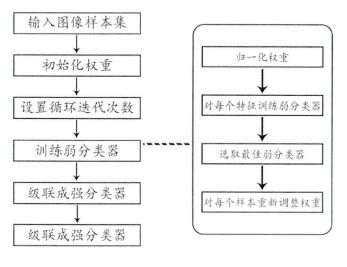 输入图像样本集
初始化权重
设置循环迭代次数
训练弱分类器
级联成强分类器
级联成强分类器
归一化权重
对每个特征训练弱分类器
选取最佳弱分类器
对每个样本重新调整权重